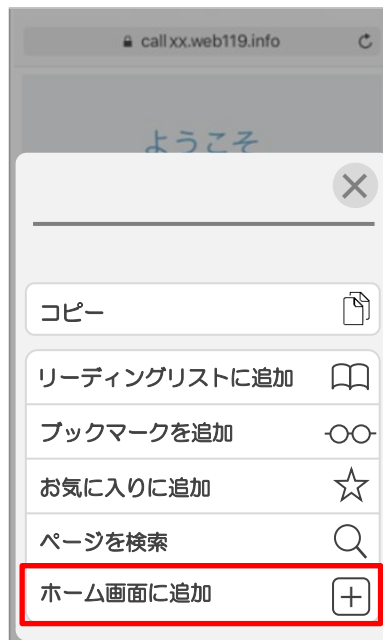 callxx.web119.info
ようこそ
コピー
リーディングリストに追加
ブックマークを追加
お気に入りに追加
ページを検索
ホーム画面に追加